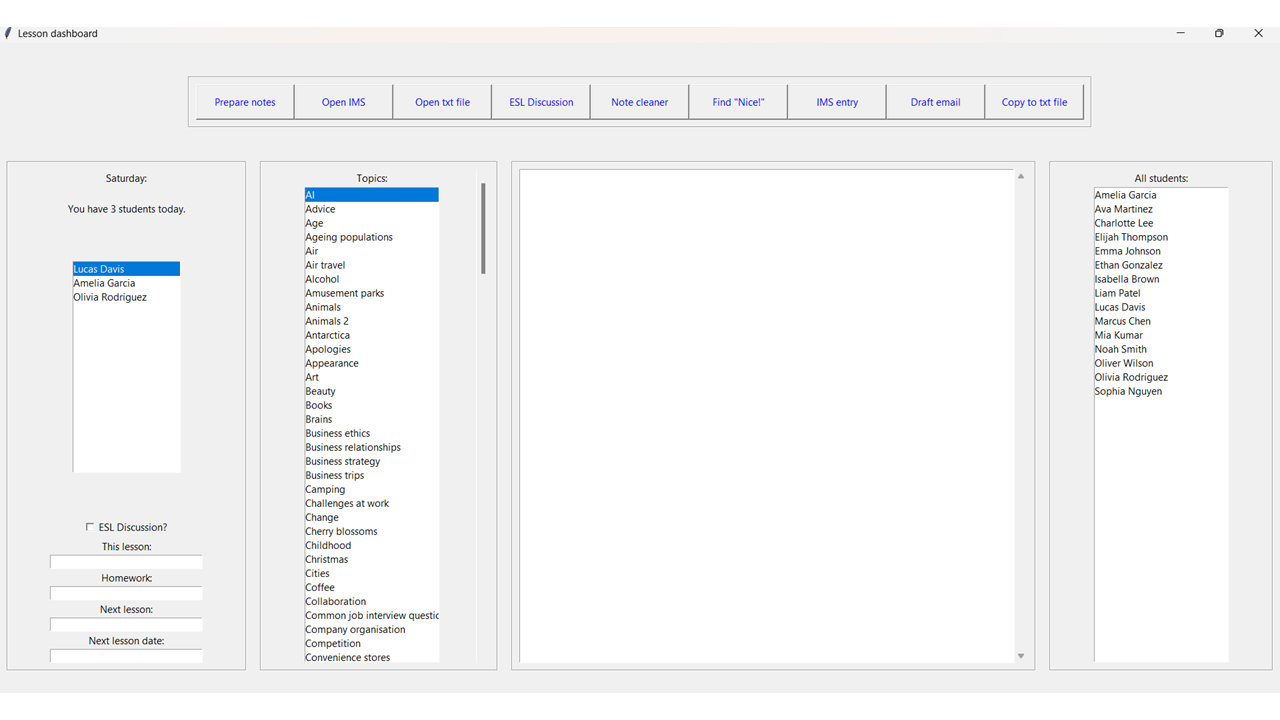 Lesson dashboard
Prepare notes
Open IMS
Open txt file
ESL Discussion
Note cleaner
Find "Nice!"
IMS entry
Draft email
Copy to txt file
Saturday:
You have 3 students today.
Lucas Davis
Amelia Garcia
Olivia Rodriguez
ESL Discussion?
This lesson:
Homework:
Next lesson:
Next lesson date:
Topics:
AI
Advice
Age
Ageing populations
Air
Air travel
Alcohol
Amusement parks
Animals
Animals 2
Antarctica
Apologies
Appearance
Art
Beauty
Books
Brains
Business ethics
Business relationships
Business strategy
Business trips
Camping
Challenges at work
Change
Cherry blossoms
Childhood
Christmas
Cities
Coffee
Collaboration
Common job interview questic
Company organisation
Competition
Convenience stores
All students:
Amelia Garcia
Ava Martinez
Charlotte Lee
Elijah Thompson
Emma Johnson
Ethan Gonzalez
Isabella Brown
Liam Patel
Lucas Davis
Marcus Chen
Mia Kumar
Noah Smith
Oliver Wilson
Olivia Rodriguez
Sophia Nguyen